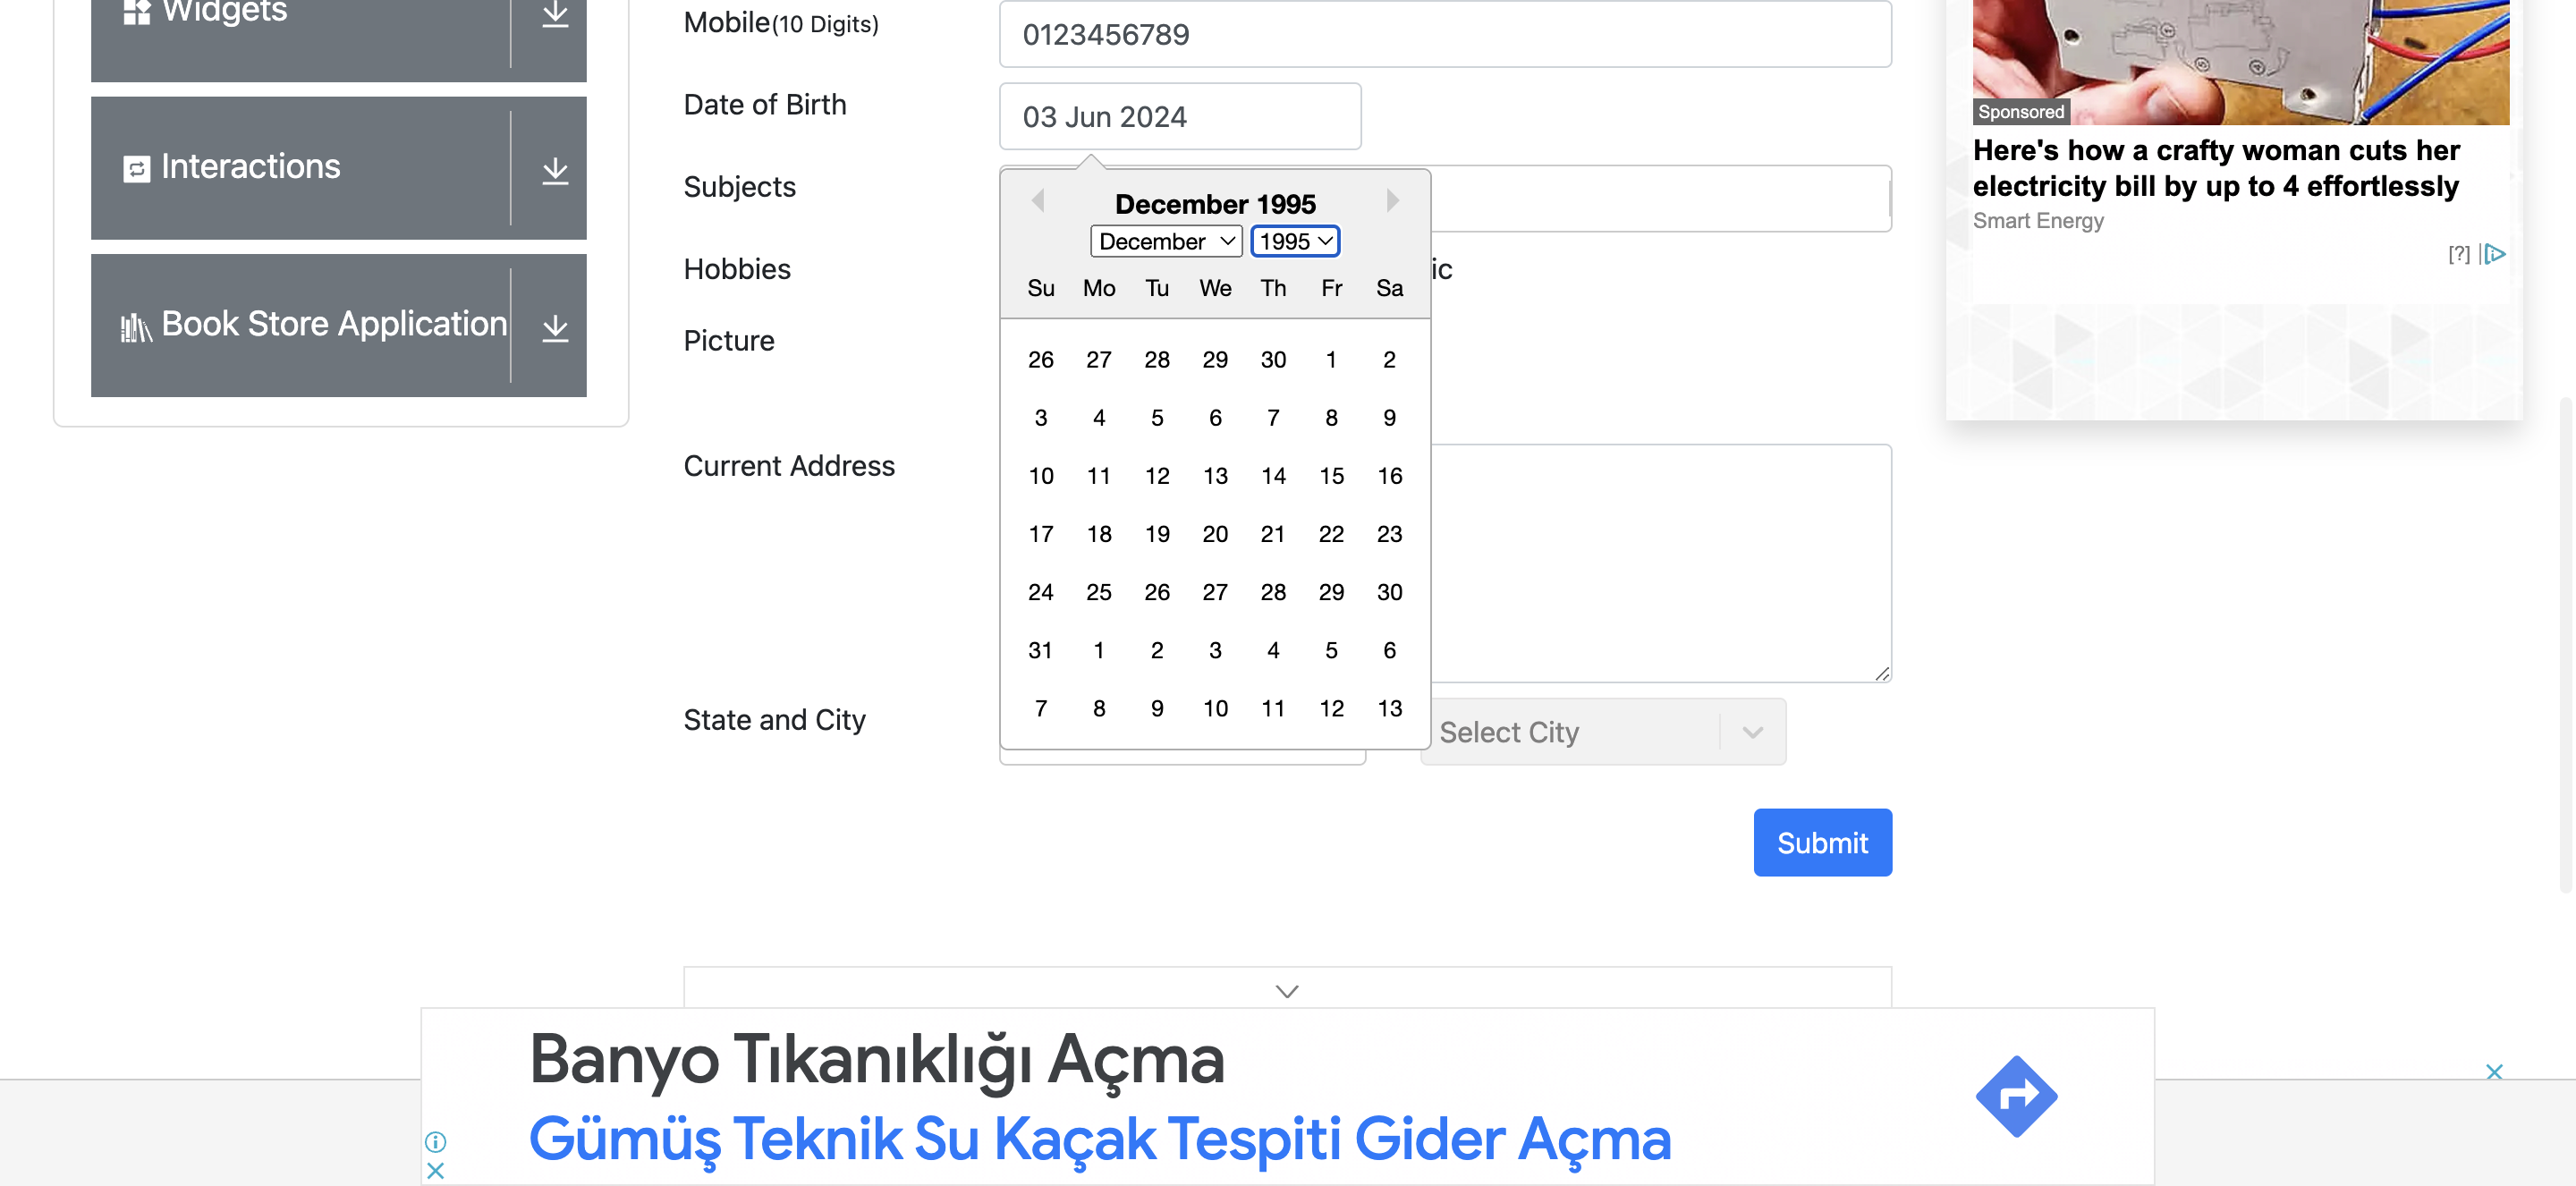 Widgets
Interactions
Book Store Application
Mobile(10 Digits)
0123456789
Date of Birth
03 Jun 2024
Subjects
Hobbies
ic
Picture
Current Address
State and City
Select City
December 1995
December
1995
Su Mo Tu We Th Fr Sa
26 27 28 29 30 1 2
3 4 5 6 7 8 9
10 11 12 13 14 15 16
17 18 19 20 21 22 23
24 25 26 27 28 29 30
31 1 2 3 4 5 6
7 8 9 10 11 12 13
Submit
Sponsored
Here's how a crafty woman cuts her
electricity bill by up to 4 effortlessly
Smart Energy
[?]
Banyo Tıkanıklığı Açma
Gümüş Teknik Su Kaçak Tespiti Gider Açma